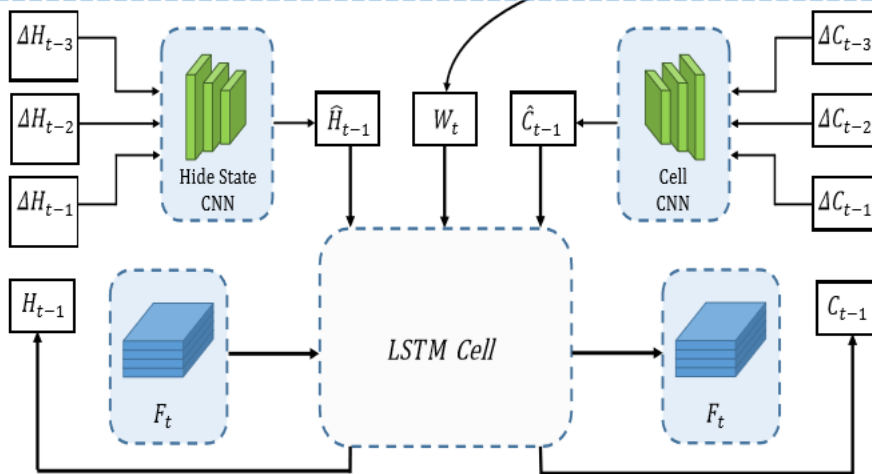 ΔH_{t−3}
ΔH_{t−2}
ΔH_{t−1}
Hide State
CNN
Ĥ_{t−1}
W_t
Ĉ_{t−1}
Cell
CNN
ΔC_{t−3}
ΔC_{t−2}
ΔC_{t−1}
H_{t−1}
F_t
LSTM Cell
F_t
C_{t−1}